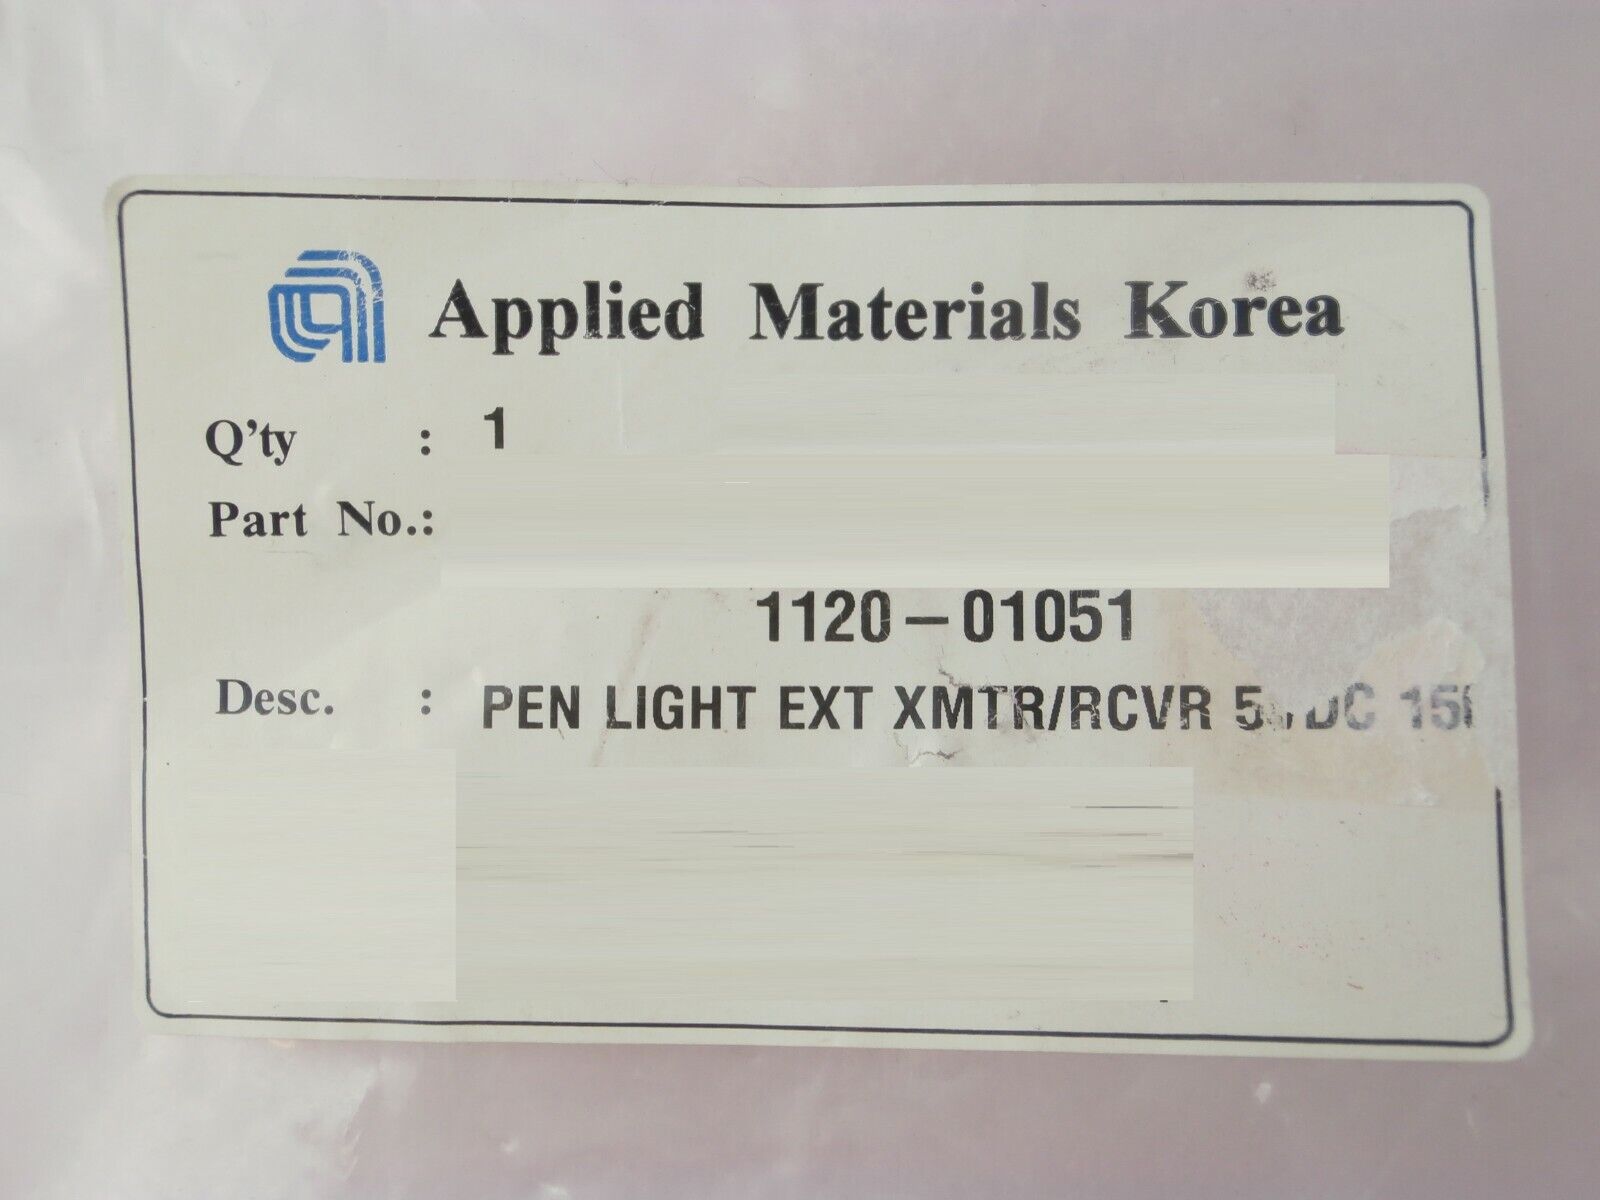 Applied Materials Korea
Q'ty : 1
Part No.:
1120-01051
Desc. : PEN LIGHT EXT XMTR/RCVR